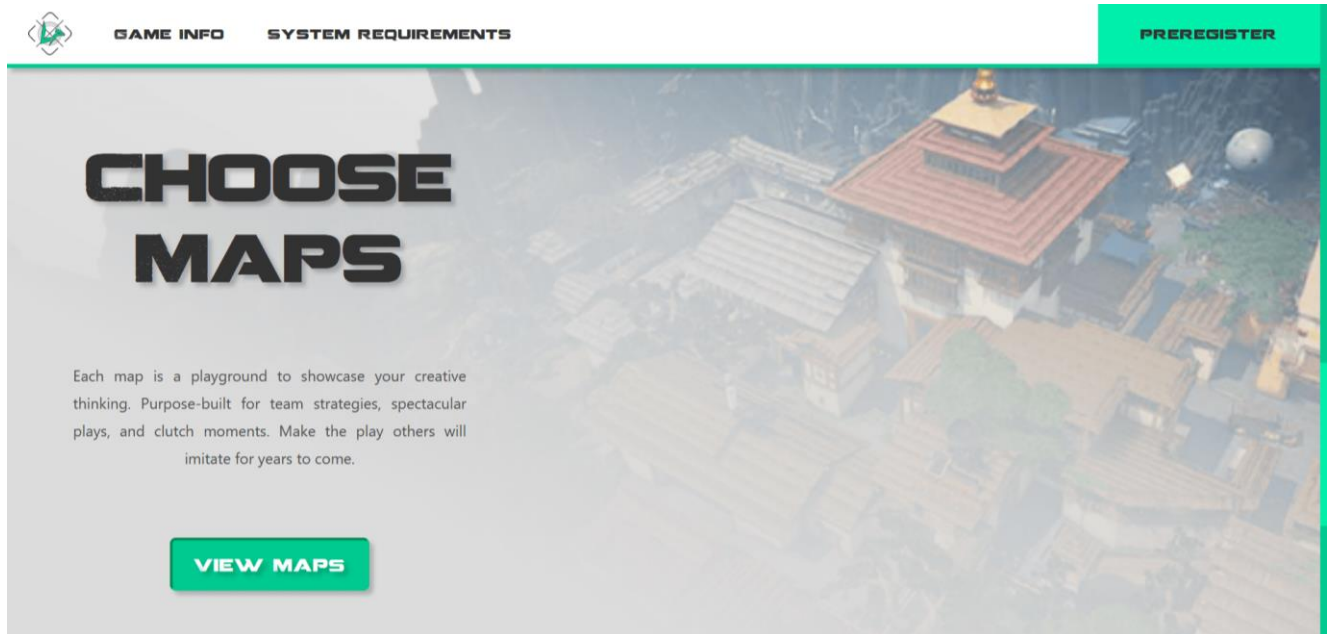 GAME INFO
SYSTEM REQUIREMENTS
PREREGISTER
CHOOSE
MAPS
Each map is a playground to showcase your creative
thinking. Purpose-built for team strategies, spectacular
plays, and clutch moments. Make the play others will
imitate for years to come.
VIEW MAPS